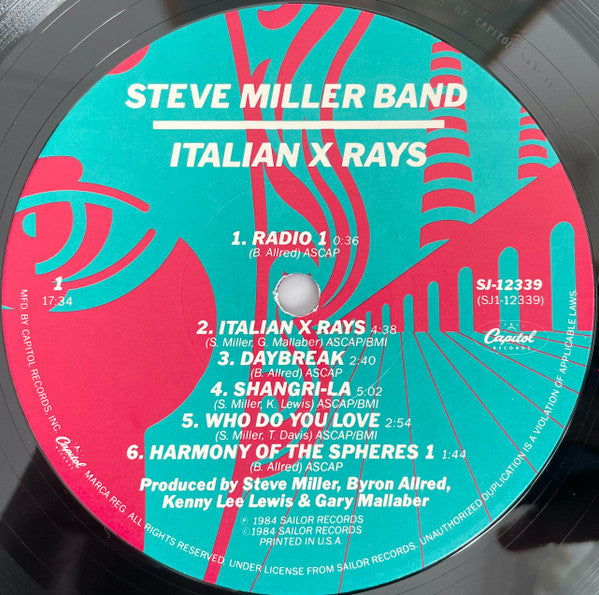 STEVE MILLER BAND
ITALIAN X RAYS
1. RADIO 1 0:36
(B. Allred) ASCAP
1
17:34
SJ-12339
(SJ1-12339)
Capitol
RECORDS
2. ITALIAN X RAYS 4:38
(S. Miller, G. Mallaber) ASCAP/BMI
3. DAYBREAK 2:40
(B. Allred) ASCAP
4. SHANGRI-LA 5:02
(S. Miller, K. Lewis) ASCAP/BMI
5. WHO DO YOU LOVE 2:54
(S. Miller, T. Davis) ASCAP/BMI
6. HARMONY OF THE SPHERES 1 1:44
(B. Allred) ASCAP
Produced by Steve Miller, Byron Allred,
Kenny Lee Lewis & Gary Mallaber
℗ 1984 SAILOR RECORDS
© 1984 SAILOR RECORDS
PRINTED IN U.S.A.
MFD. BY CAPITOL RECORDS, INC. Capitol MARCA REG. ALL RIGHTS RESERVED. UNDER LICENSE FROM SAILOR RECORDS. UNAUTHORIZED DUPLICATION IS A VIOLATION OF APPLICABLE LAWS.